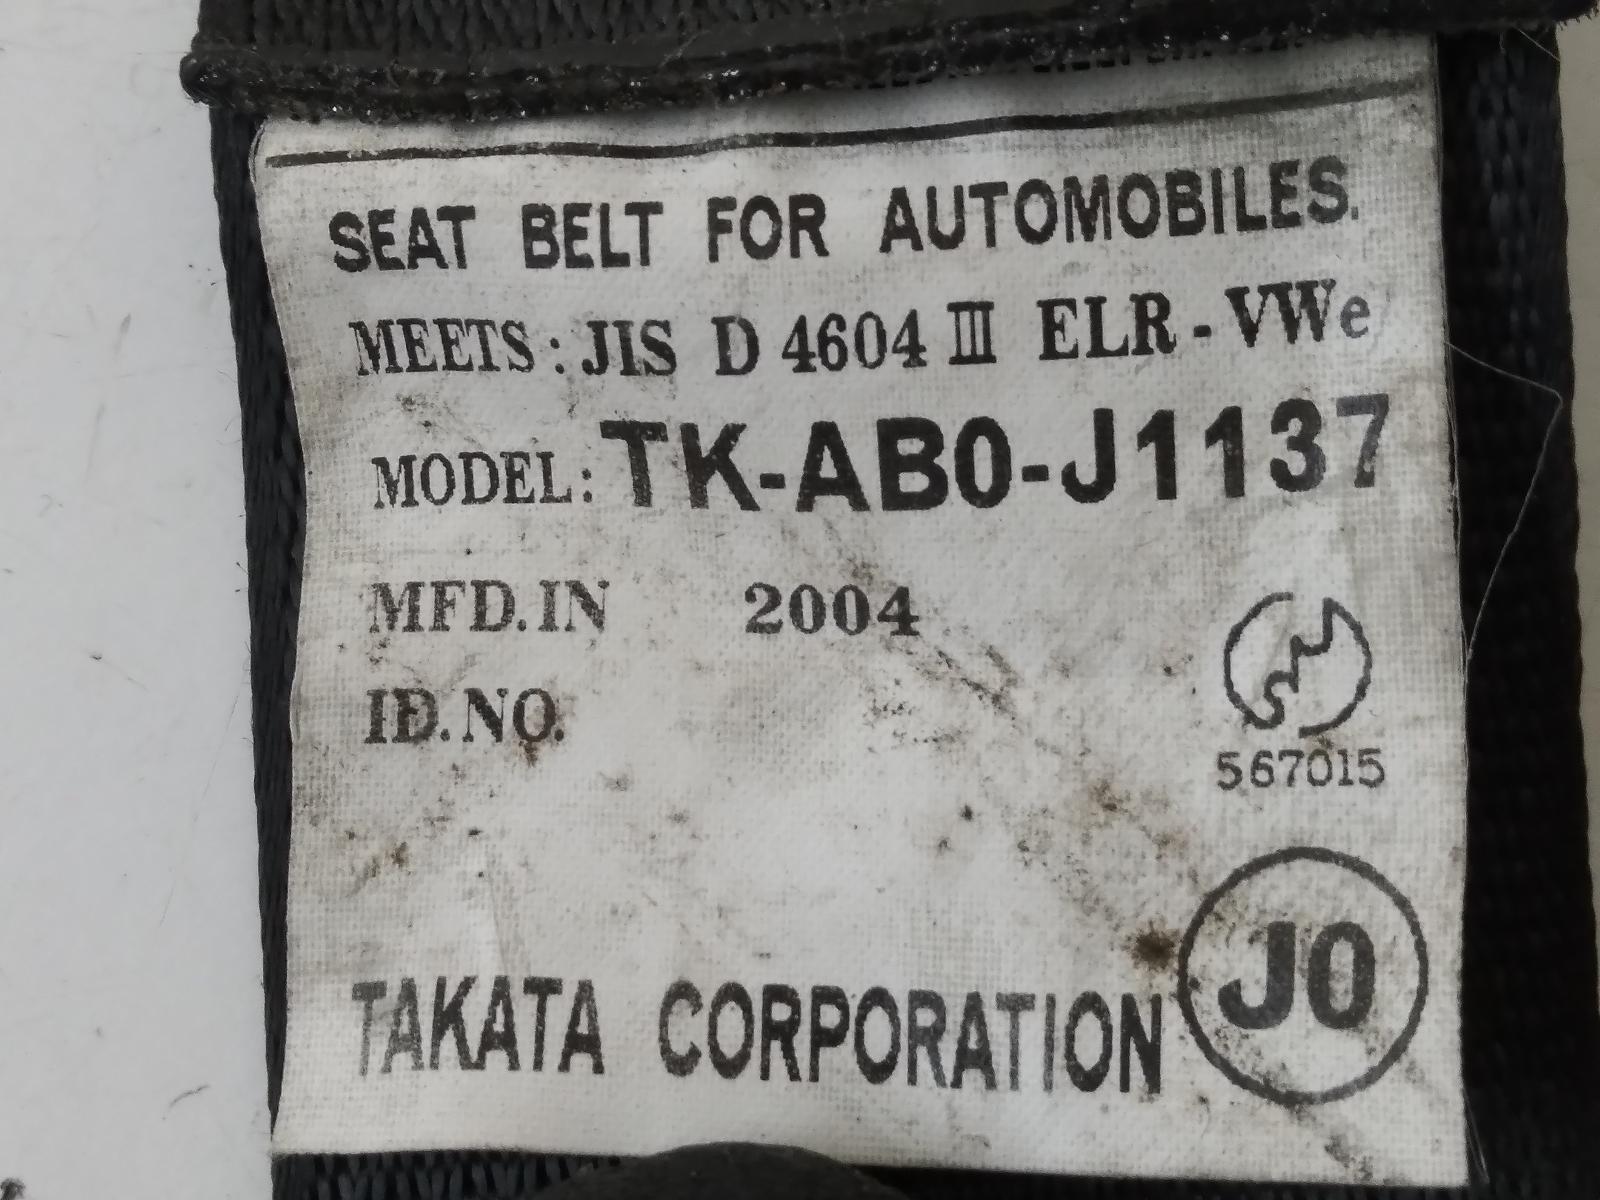 SEAT BELT FOR AUTOMOBILES.
MEETS: JIS D 4604 III ELR-VWe
MODEL: TK-AB0-J1137
MFD.IN 2004
ID.NO.
567015
JO
TAKATA CORPORATION